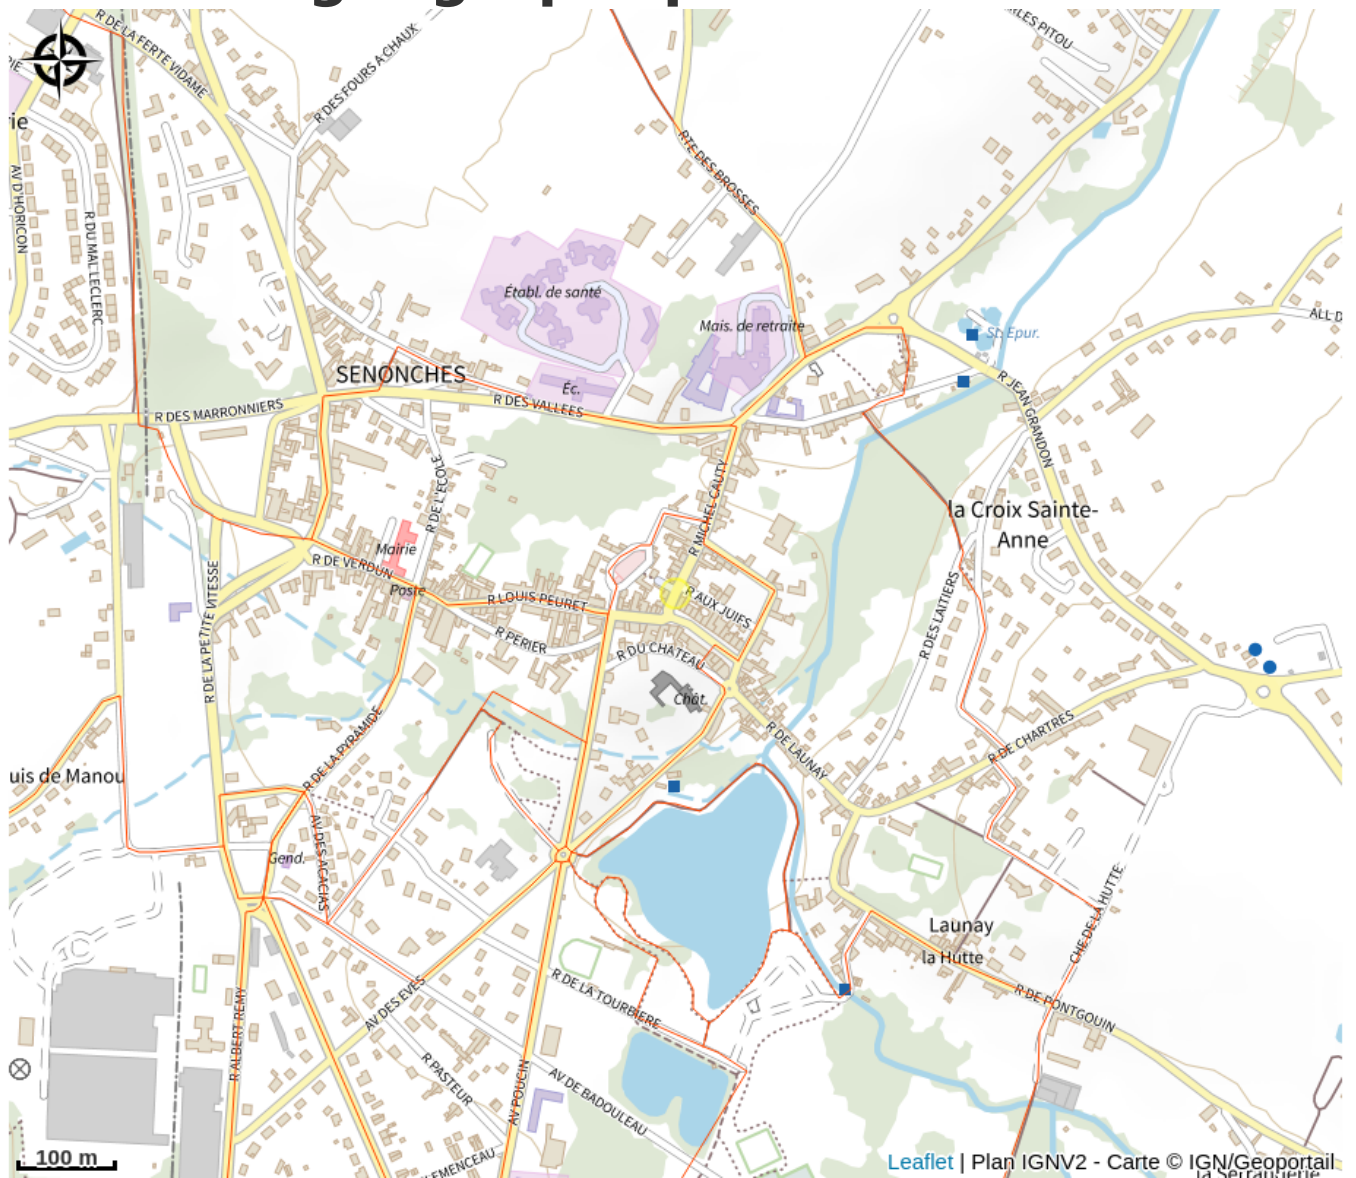 R DE LA FERTE VIDAME
R DES FOURS A CHAUX
LES PITOU
PIE
rie
AV D'HORICON
R DU MAL LECLERC
RTE DES BROSSES
Établ. de santé
Mais. de retraite
St. Epur.
ALL D
SENONCHES
Éc.
R DES VALLEES
R DES MARRONNIERS
R JEAN GRANDON
R DE L'ECOLE
R MICHEL CAUTY
la Croix Sainte-
Anne
Mairie
R DE VERDUN
Poste
R LOUIS PEURET
R AUX JUIFS
R DE LA PETITE VITESSE
R PERIER
R DU CHATEAU
R DES LAITIERS
Chât.
R DE LA PYRAMIDE
R DE LAUNAY
R DE CHARTRES
uis de Manou
AV DES ACACIAS
Gend.
CHE DE LA HUTTE
Launay
la Hutte
AV DES EVES
R DE LA TOURBIERE
R DE PONTGOUIN
R ALBERT REMY
R PASTEUR
AV POUCIN
AV DE BADOULEAU
LEMENCEAU
100 m
Leaflet | Plan IGNV2 - Carte © IGN/Geoportail